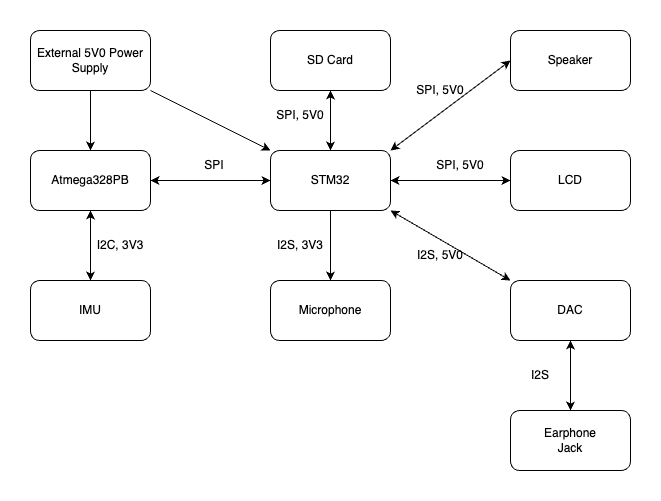 External 5V0 Power
Supply
SD Card
Speaker
SPI, 5V0
SPI, 5V0
Atmega328PB
SPI
STM32
SPI, 5V0
LCD
I2C, 3V3
I2S, 3V3
I2S, 5V0
IMU
Microphone
DAC
I2S
Earphone
Jack